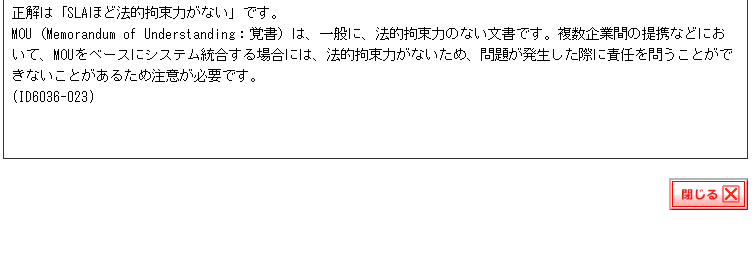 正解は「SLAほど法的拘束力がない」です。
MOU（Memorandum of Understanding：覚書）は、一般に、法的拘束力のない文書です。複数企業間の提携などにお
いて、MOUをベースにシステム統合する場合には、法的拘束力がないため、問題が発生した際に責任を問うことがで
きないことがあるため注意が必要です。
(ID6036-023)
閉じる